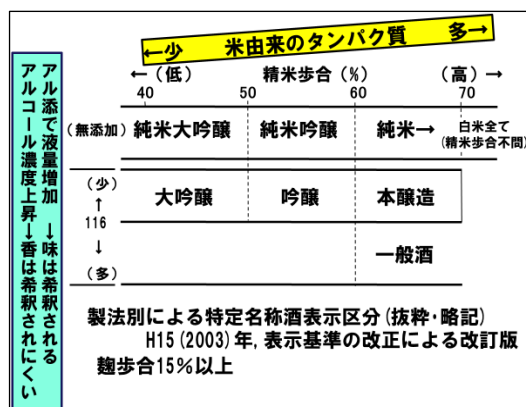 ←少 米由来のタンパク質 多→
←(低) 精米歩合(%) (高)→
40 50 60 70
(無添加) 純米大吟醸 純米吟醸 純米→ 白米全て
(精米歩合不問)
(少) 大吟醸 吟醸 本醸造
↑
116
↓ 一般酒
(多)
アル添で液量増加 →味は希釈される
アルコール濃度上昇→香は希釈されにくい
製法別による特定名称酒表示区分(抜粋・略記)
H15(2003)年,表示基準の改正による改訂版
麹歩合15%以上